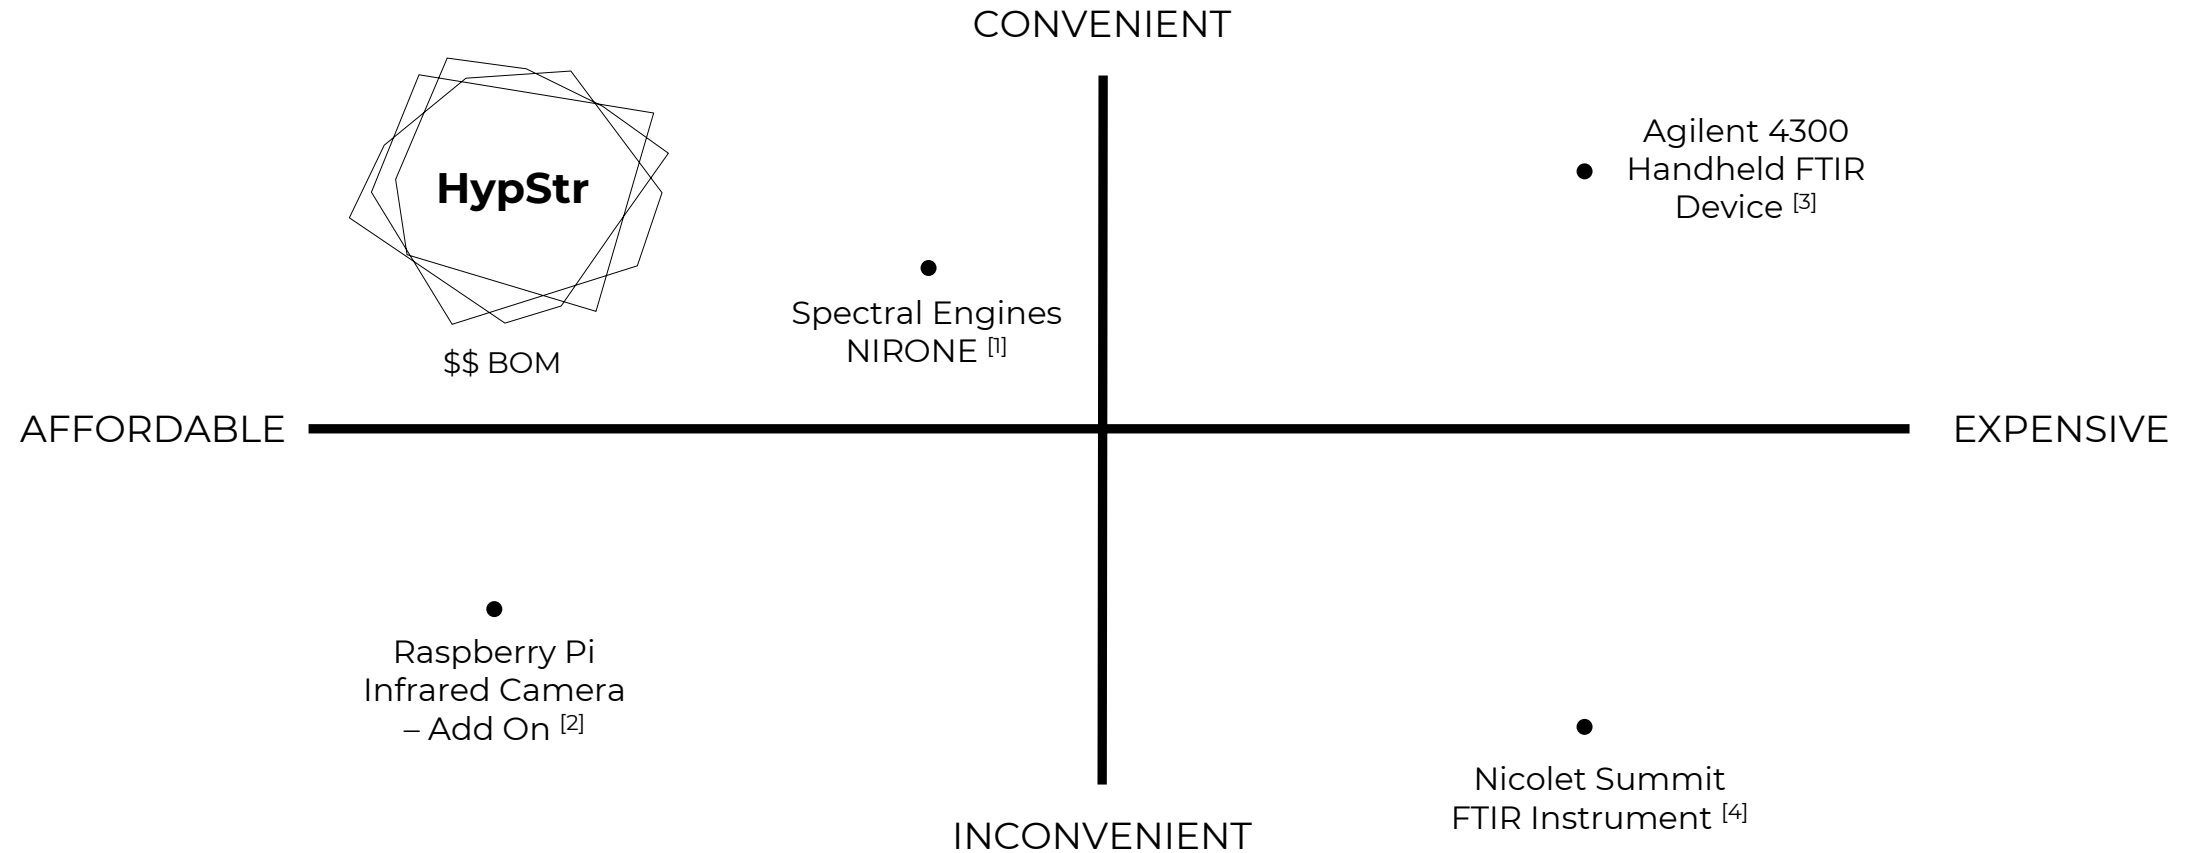 CONVENIENT
Agilent 4300
Handheld FTIR
Device [3]
HypStr
$$ BOM
Spectral Engines
NIRONE [1]
AFFORDABLE
EXPENSIVE
Raspberry Pi
Infrared Camera
– Add On [2]
Nicolet Summit
FTIR Instrument [4]
INCONVENIENT